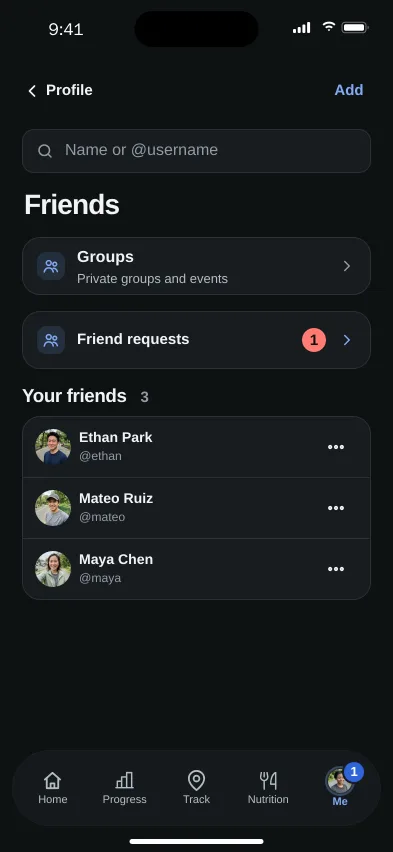 9:41
Profile
Add
Name or @username
Friends
Groups
Private groups and events
Friend requests
1
Your friends 3
Ethan Park
@ethan
Mateo Ruiz
@mateo
Maya Chen
@maya
1
Home
Progress
Track
Nutrition
Me